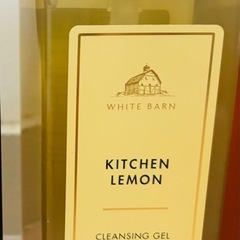 WHITE BARN
KITCHEN
LEMON
CLEANSING GEL